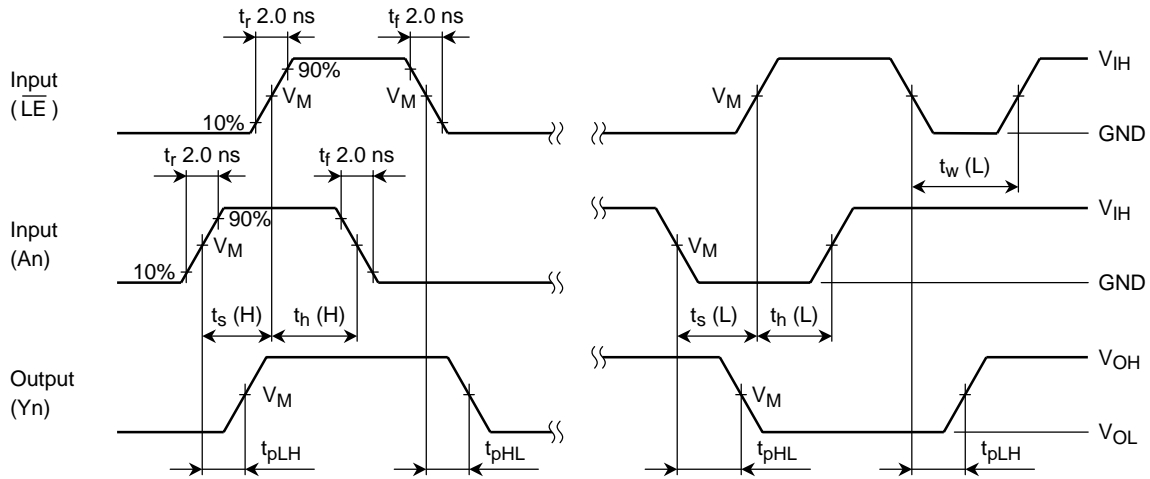 tr 2.0 ns
tf 2.0 ns
Input
(LE)
10%
90%
VM
VM
VM
VIH
GND
tw (L)
tr 2.0 ns
tf 2.0 ns
Input
(An)
10%
90%
VM
VM
VIH
GND
ts (H)
th (H)
ts (L)
th (L)
Output
(Yn)
VM
VM
VOH
VOL
tpLH
tpHL
tpHL
tpLH